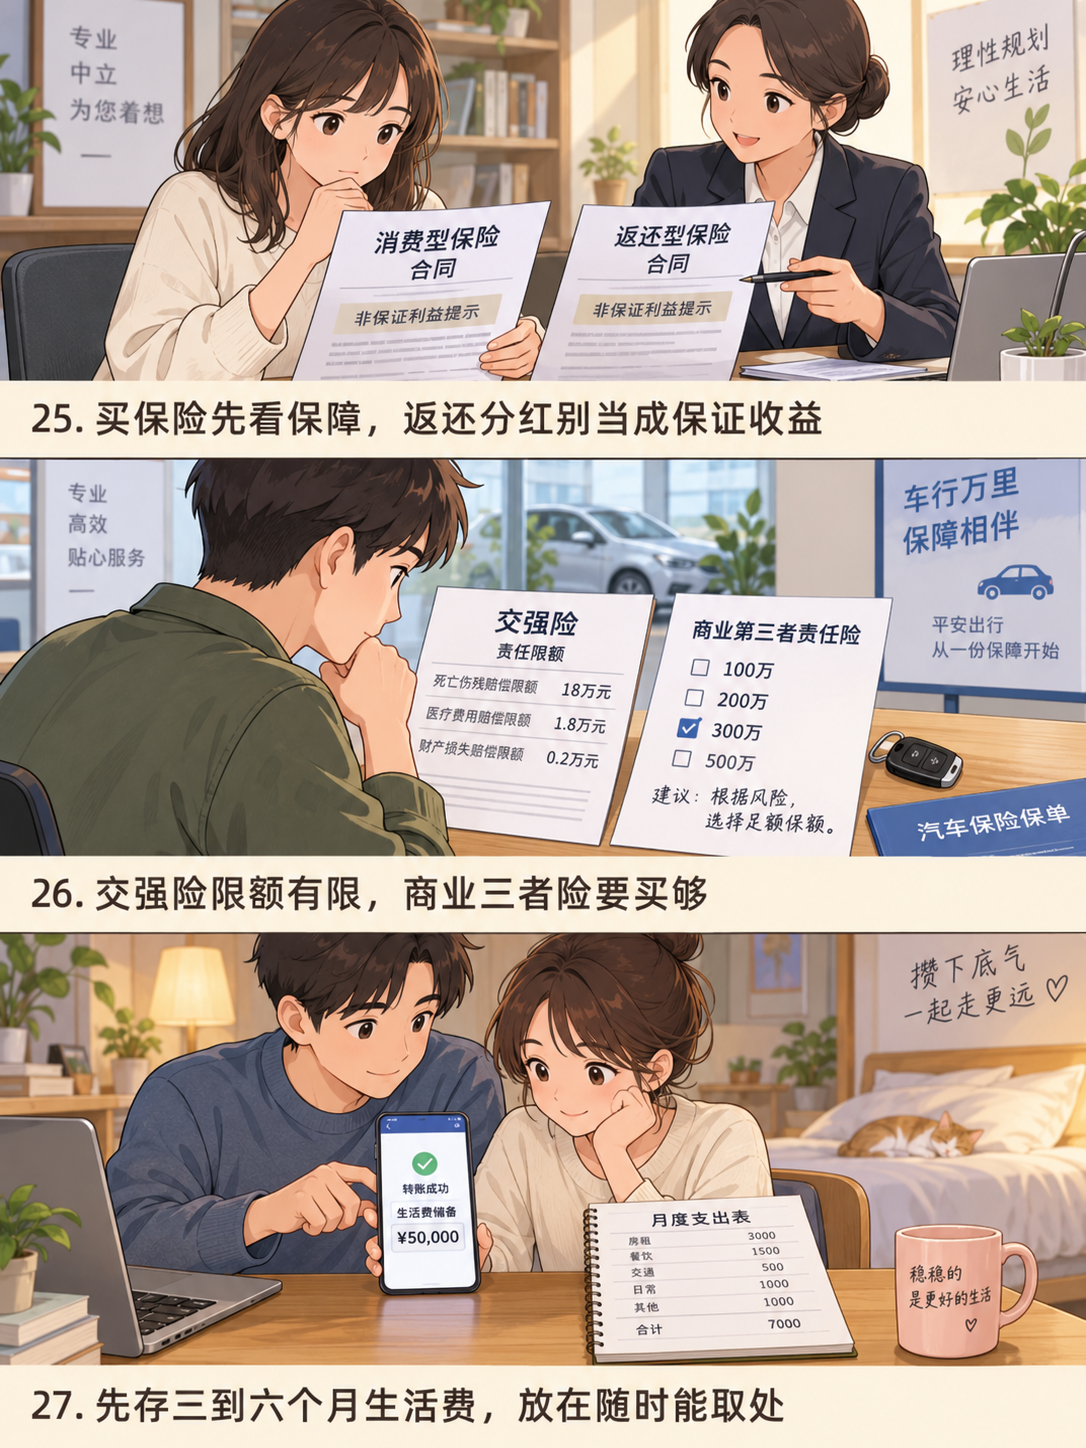 专业
中立
为您着想
理性规划
安心生活
消费型保险
合同
非保证利益提示
返还型保险
合同
非保证利益提示
25. 买保险先看保障，返还分红别当成保证收益
专业
高效
贴心服务
车行万里
保障相伴
平安出行
从一份保障开始
交强险
责任限额
死亡伤残赔偿限额 18万元
医疗费用赔偿限额 1.8万元
财产损失赔偿限额 0.2万元
商业第三者责任险
100万
200万
300万
500万
建议：根据风险，
选择足额保额。
汽车保险保单
26. 交强险限额有限，商业三者险要买够
攒下底气
一起走更远♡
转账成功
生活费储备
¥50,000
月度支出表
房租 3000
餐饮 1500
交通 500
日常 1000
其他 1000
合计 7000
稳稳的
是更好的生活
♡
27. 先存三到六个月生活费，放在随时能取处